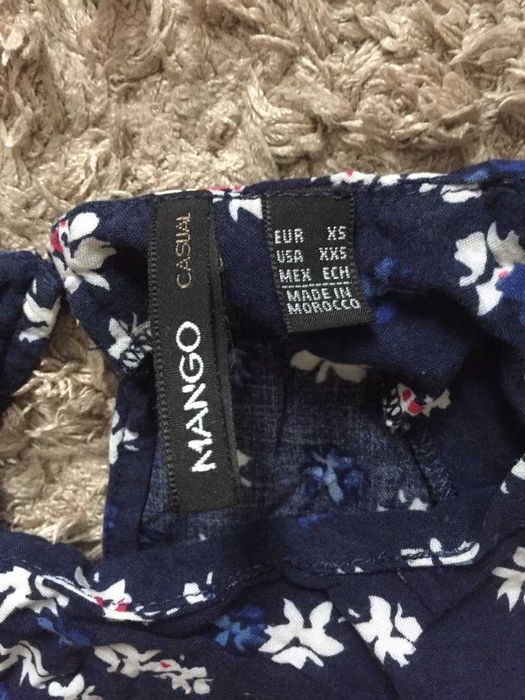 MANGO CASUAL
EUR XS
USA XXS
MEX ECH
MADE IN
MOROCCO